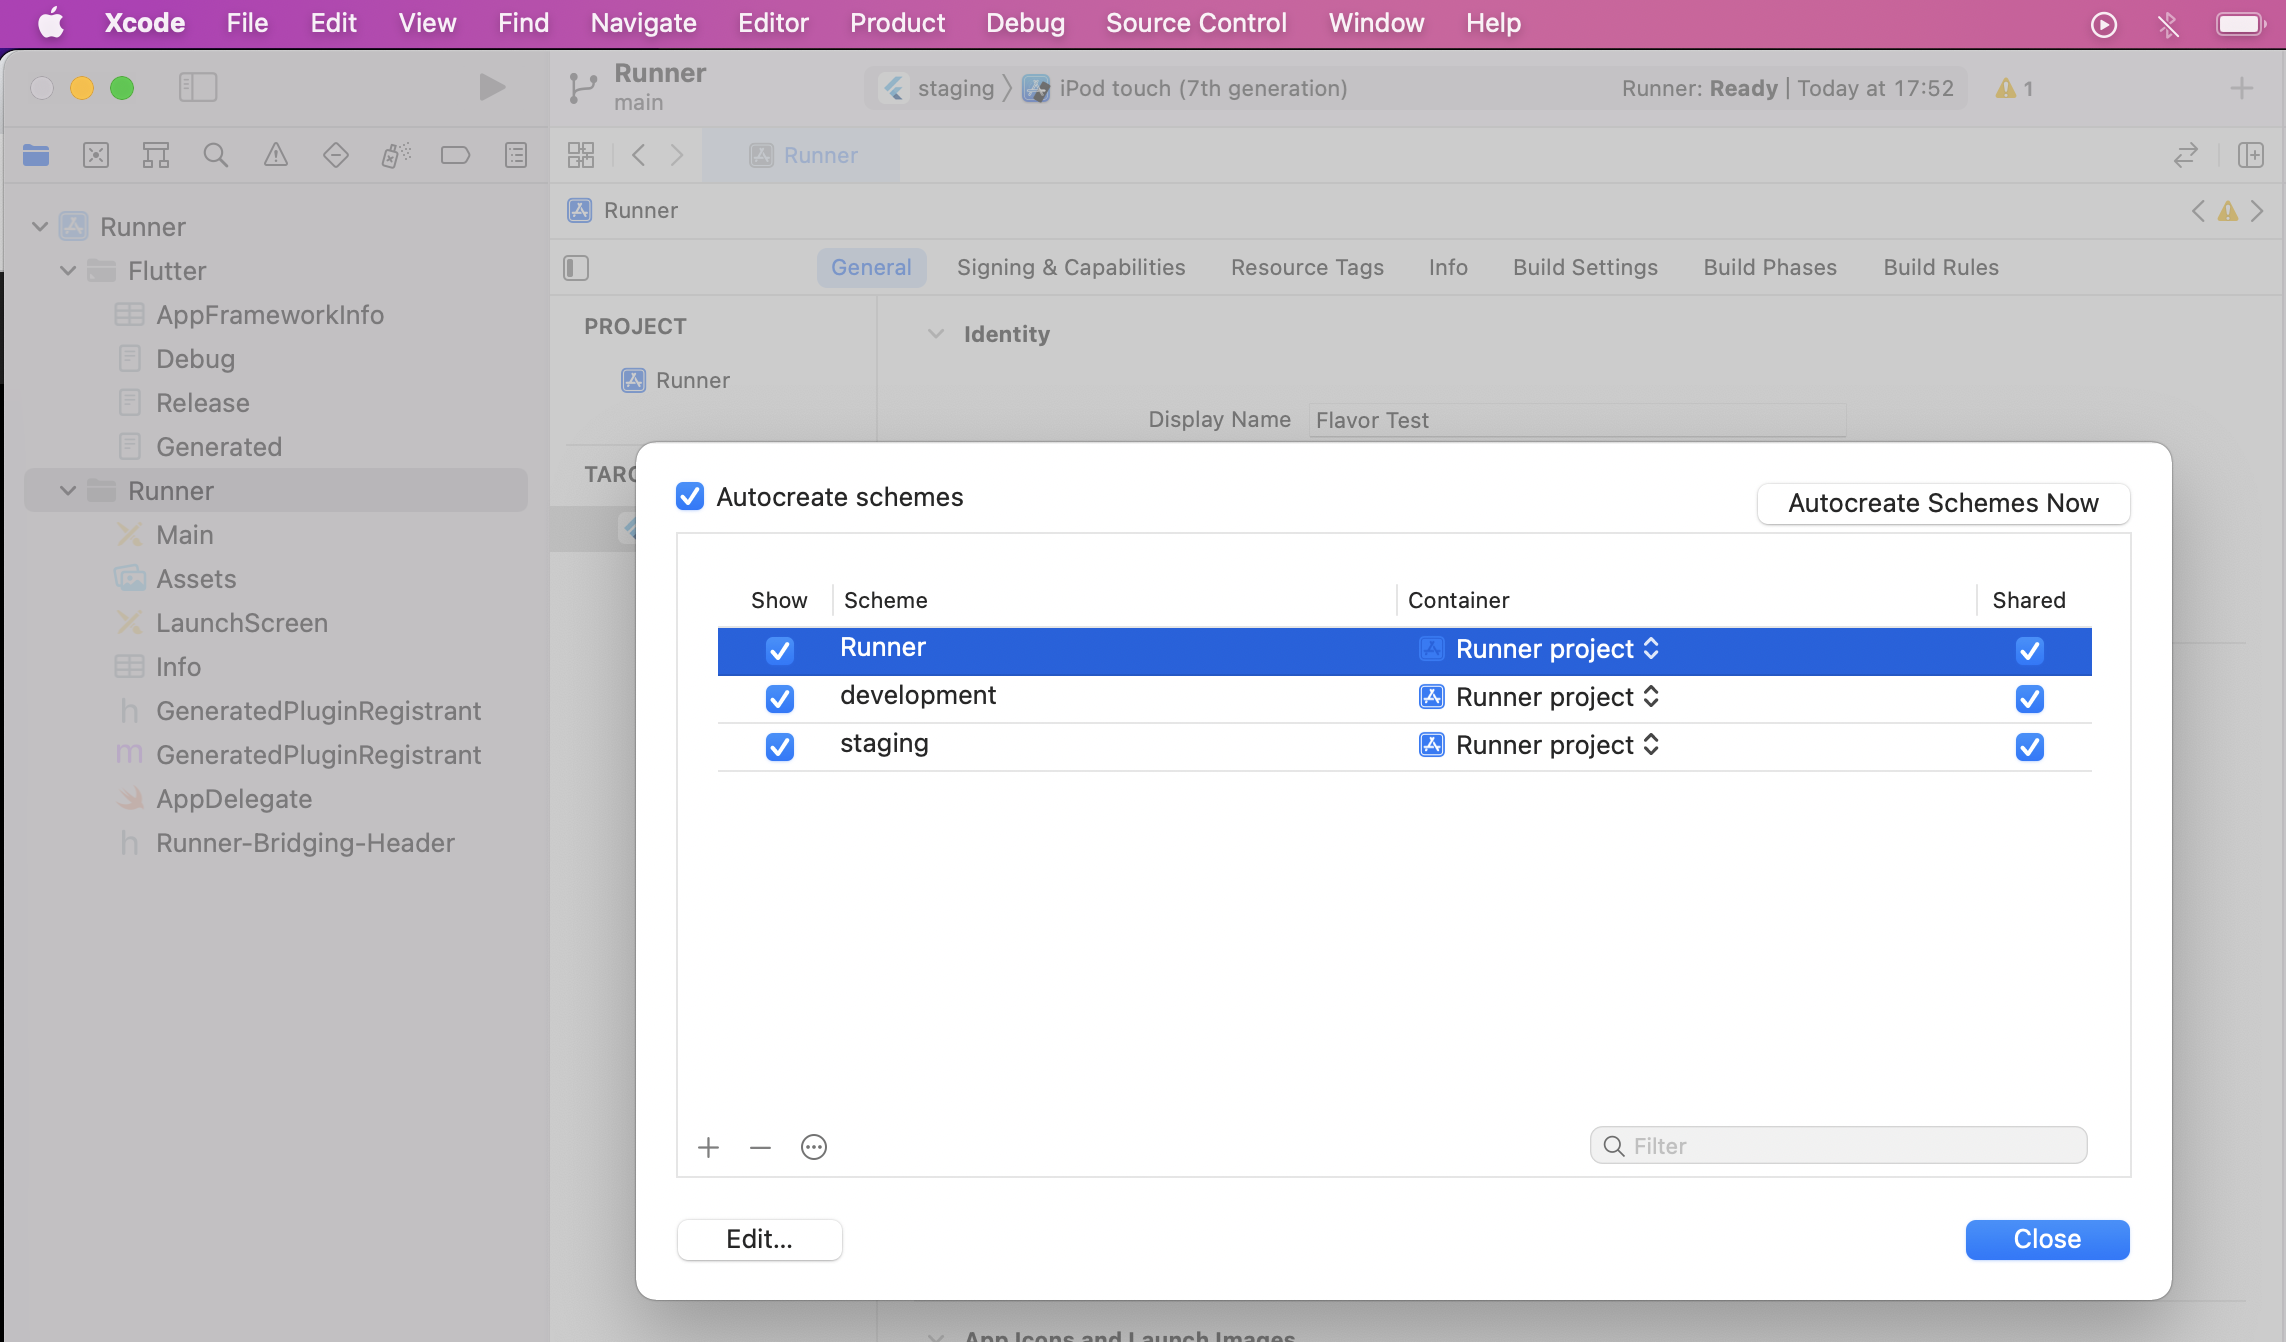 Xcode File Edit View Find Navigate Editor Product Debug Source Control Window Help
Runner
main
staging iPod touch (7th generation)
Runner: Ready | Today at 17:52
1
Runner
Runner
General Signing & Capabilities Resource Tags Info Build Settings Build Phases Build Rules
Runner
Flutter
AppFrameworkInfo
Debug
Release
Generated
Runner
Main
Assets
LaunchScreen
Info
GeneratedPluginRegistrant
GeneratedPluginRegistrant
AppDelegate
Runner-Bridging-Header
PROJECT
Runner
TARG
Identity
Display Name Flavor Test
Autocreate schemes
Autocreate Schemes Now
Show Scheme Container Shared
Runner Runner project
development Runner project
staging Runner project
Filter
Edit...
Close
App Icons and Launch Images